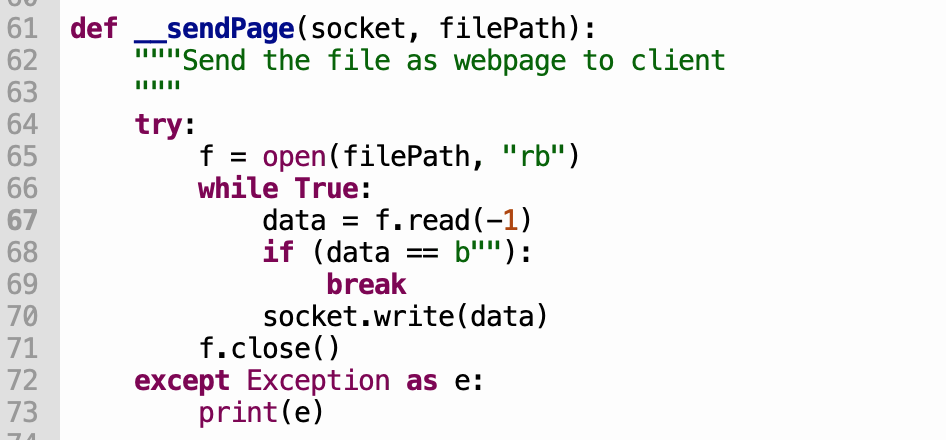 61 def __sendPage(socket, filePath):
62     """Send the file as webpage to client
63     """
64     try:
65         f = open(filePath, "rb")
66         while True:
67             data = f.read(-1)
68             if (data == b""):
69                 break
70             socket.write(data)
71         f.close()
72     except Exception as e:
73         print(e)